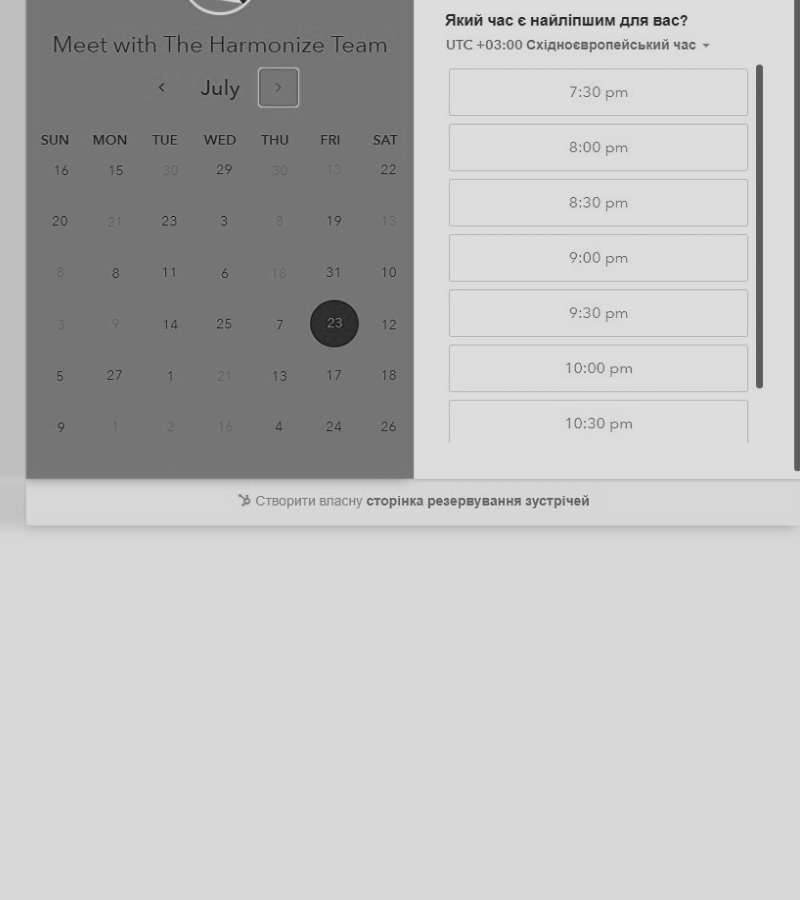 Meet with The Harmonize Team
July
SUN MON TUE WED THU FRI SAT
16 15 30 29 30 13 22
20 21 23 3 8 19 13
8 8 11 6 18 31 10
3 9 14 25 7 23 12
5 27 1 21 13 17 18
9 1 2 16 4 24 26
Який час є найліпшим для вас?
UTC +03:00 Східноєвропейський час
7:30 pm
8:00 pm
8:30 pm
9:00 pm
9:30 pm
10:00 pm
10:30 pm
Створити власну сторінка резервування зустрічей